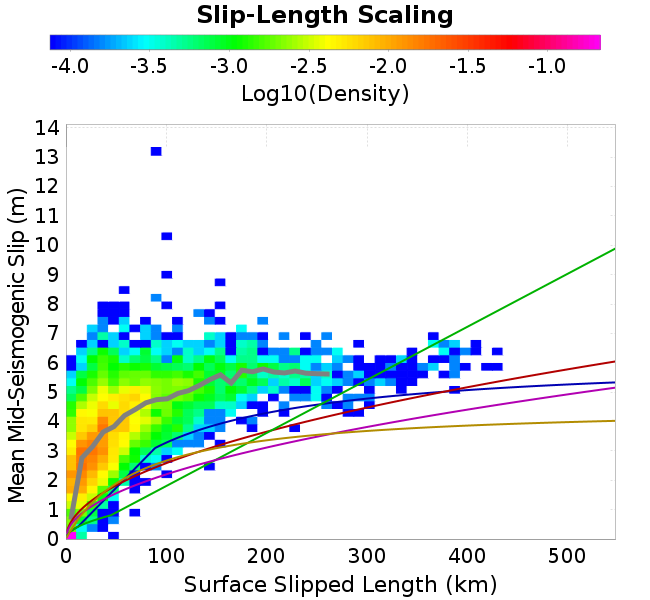 Slip-Length Scaling
-4.0 -3.5 -3.0 -2.5 -2.0 -1.5 -1.0
Log10(Density)
14
13
12
11
10
9
8
7
6
5
4
3
2
1
0
Mean Mid-Seismogenic Slip (m)
0 100 200 300 400 500
Surface Slipped Length (km)